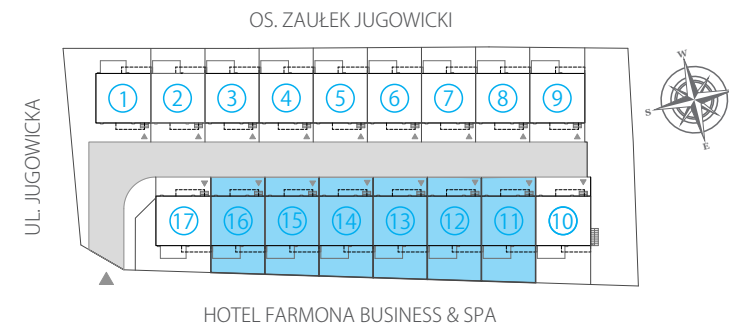 OS. ZAUŁEK JUGOWICKI
W
S
E
UL. JUGOWICKA
1 2 3 4 5 6 7 8 9
17 16 15 14 13 12 11 10
HOTEL FARMONA BUSINESS & SPA